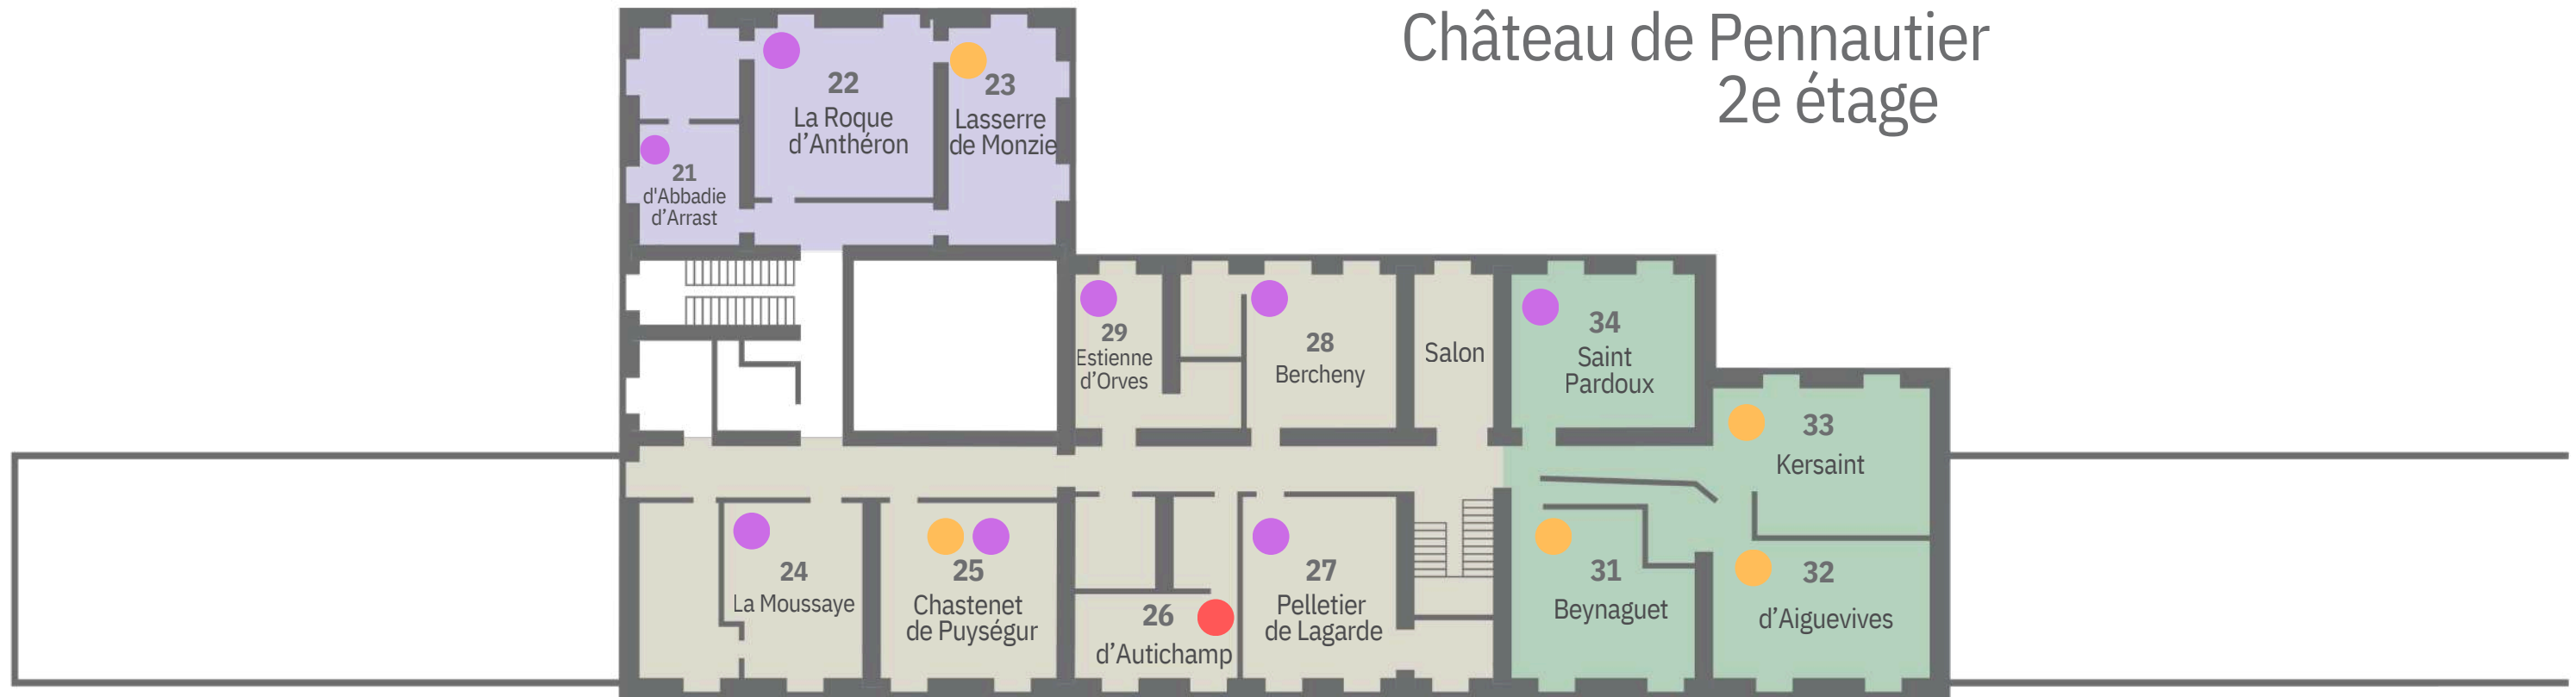 Château de Pennautier
2e étage
22
La Roque
d’Anthéron
23
Lasserre
de Monzie
21
d'Abbadie
d’Arrast
29
Estienne
d’Orves
28
Bercheny
Salon
34
Saint
Pardoux
33
Kersaint
24
La Moussaye
25
Chastenet
de Puységur
26
d’Autichamp
27
Pelletier
de Lagarde
31
Beynaguet
32
d’Aiguevives